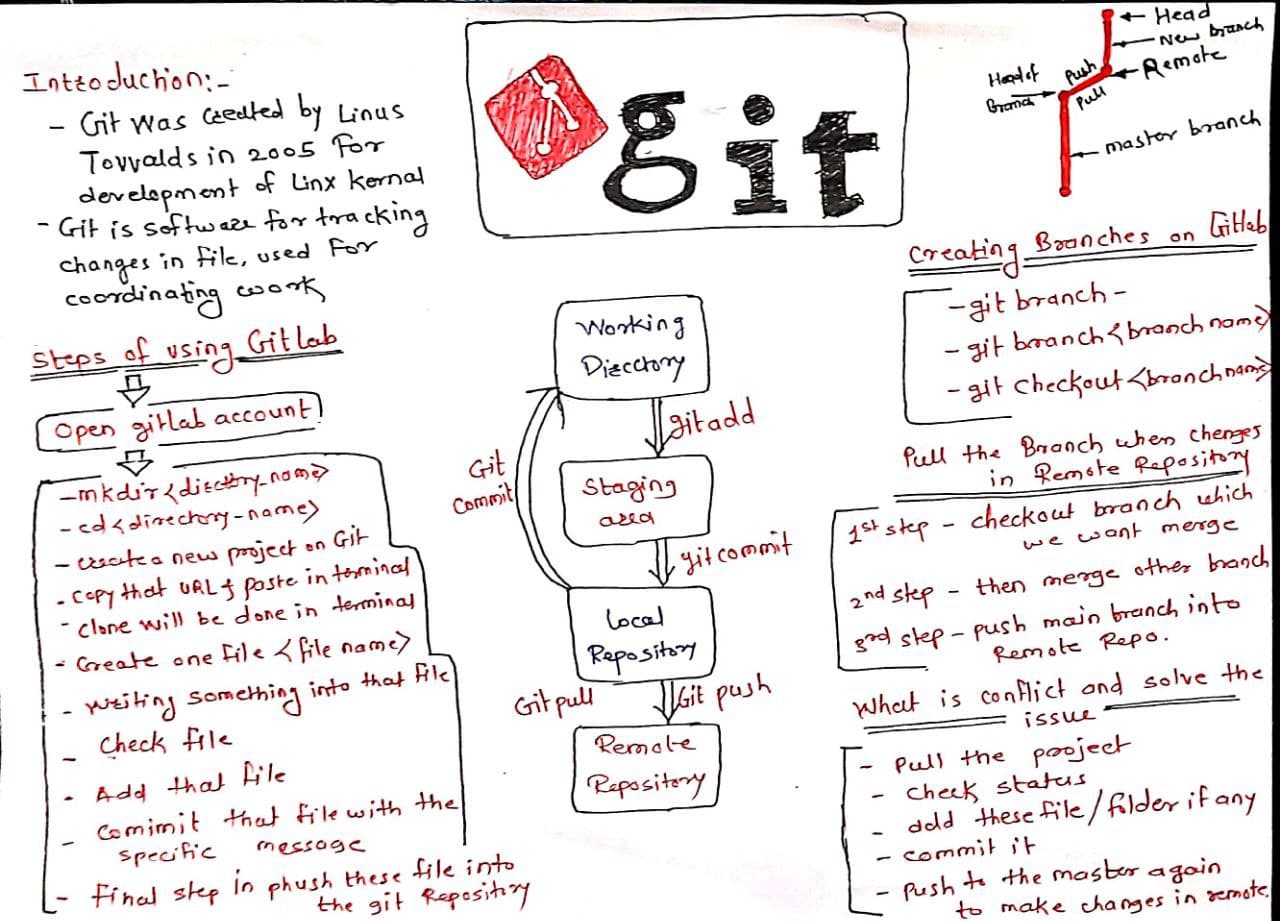 Introduction:-
- Git was created by Linus
Torvalds in 2005 for
development of Linx kernal
- Git is software for tracking
changes in file, used for
coordinating work
Steps of using GitLab
Open gitlab account
- mkdir <directory_name>
- cd <directory-name>
- create a new project on Git
- copy that URL & paste in terminal
- clone will be done in terminal
- Create one file <file name>
- writing something into that file
- Check file
- Add that file
- Comimit that file with the
specific message
- final step in phush these file into
the git Repository
git
Working
Directory
git add
Staging
area
git commit
Git
commit
Local
Repository
Git pull
Git push
Remote
Repository
Head
New branch
Remote
Head of
Branch
Push
Pull
master branch
Creating Branches on Gitlab
- git branch -
- git branch <branch name>
- git checkout <branch name>
Pull the Branch when chenges
in Remote Repository
1st step - checkout branch which
we want merge
2nd step - then merge other branch
3rd step - push main branch into
Remote Repo.
What is conflict and solve the
issue
- Pull the project
- check status
- add these file/folder if any
- commit it
- Push to the master again
to make changes in remote.